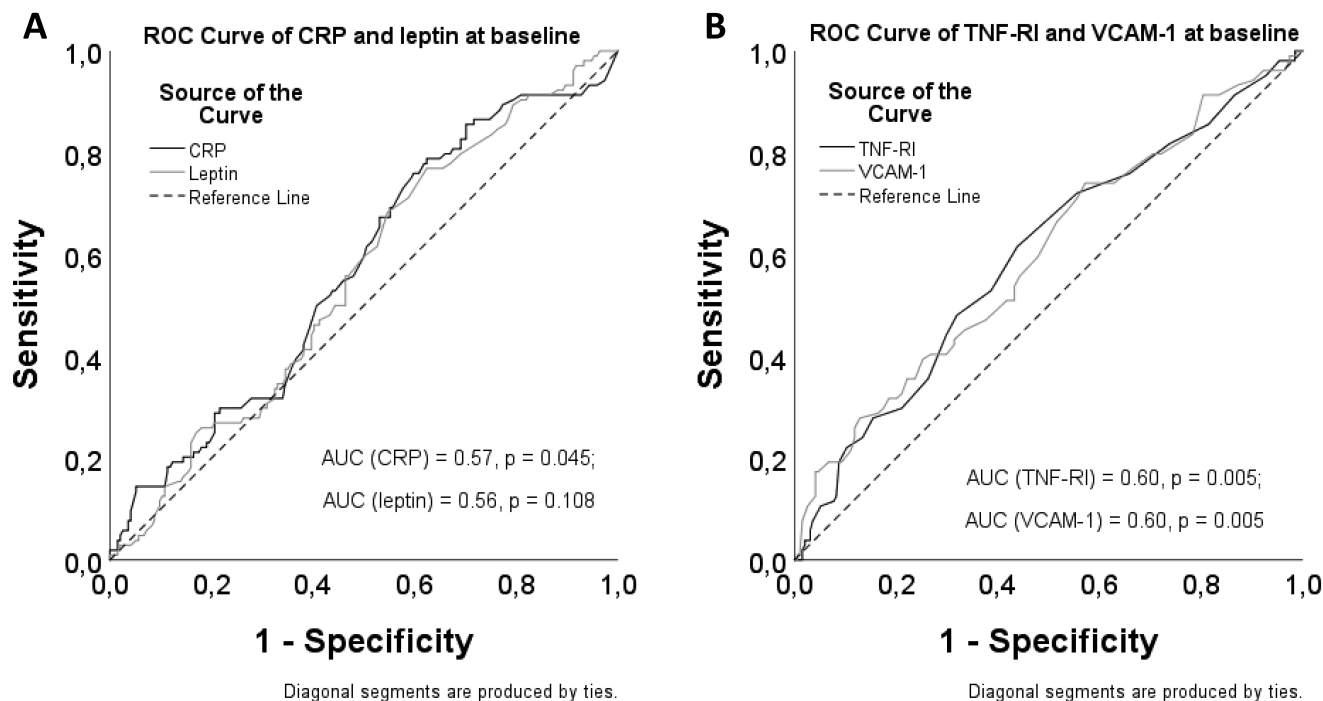 A
ROC Curve of CRP and leptin at baseline
Source of the
Curve
CRP
Leptin
Reference Line
Sensitivity
1,0
0,8
0,6
0,4
0,2
0,0
AUC (CRP) = 0.57, p = 0.045;
AUC (leptin) = 0.56, p = 0.108
0,0 0,2 0,4 0,6 0,8 1,0
1 - Specificity
Diagonal segments are produced by ties.
B
ROC Curve of TNF-RI and VCAM-1 at baseline
Source of the
Curve
TNF-RI
VCAM-1
Reference Line
Sensitivity
1,0
0,8
0,6
0,4
0,2
0,0
AUC (TNF-RI) = 0.60, p = 0.005;
AUC (VCAM-1) = 0.60, p = 0.005
0,0 0,2 0,4 0,6 0,8 1,0
1 - Specificity
Diagonal segments are produced by ties.